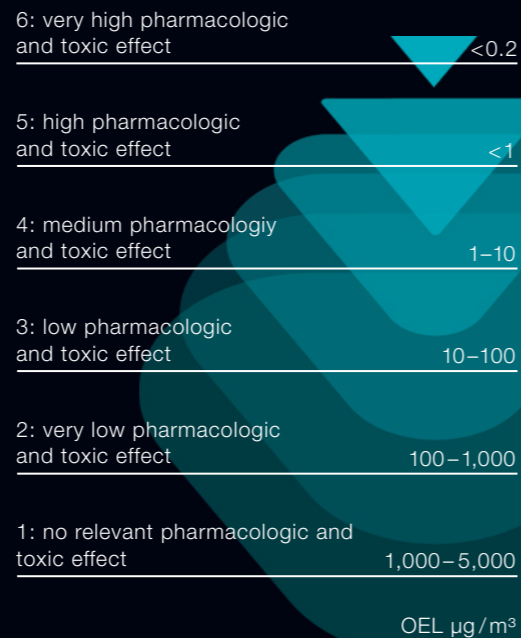 6: very high pharmacologic
and toxic effect <0.2
5: high pharmacologic
and toxic effect <1
4: medium pharmacologiy
and toxic effect 1–10
3: low pharmacologic
and toxic effect 10–100
2: very low pharmacologic
and toxic effect 100–1,000
1: no relevant pharmacologic and
toxic effect 1,000–5,000
OEL µg/m³